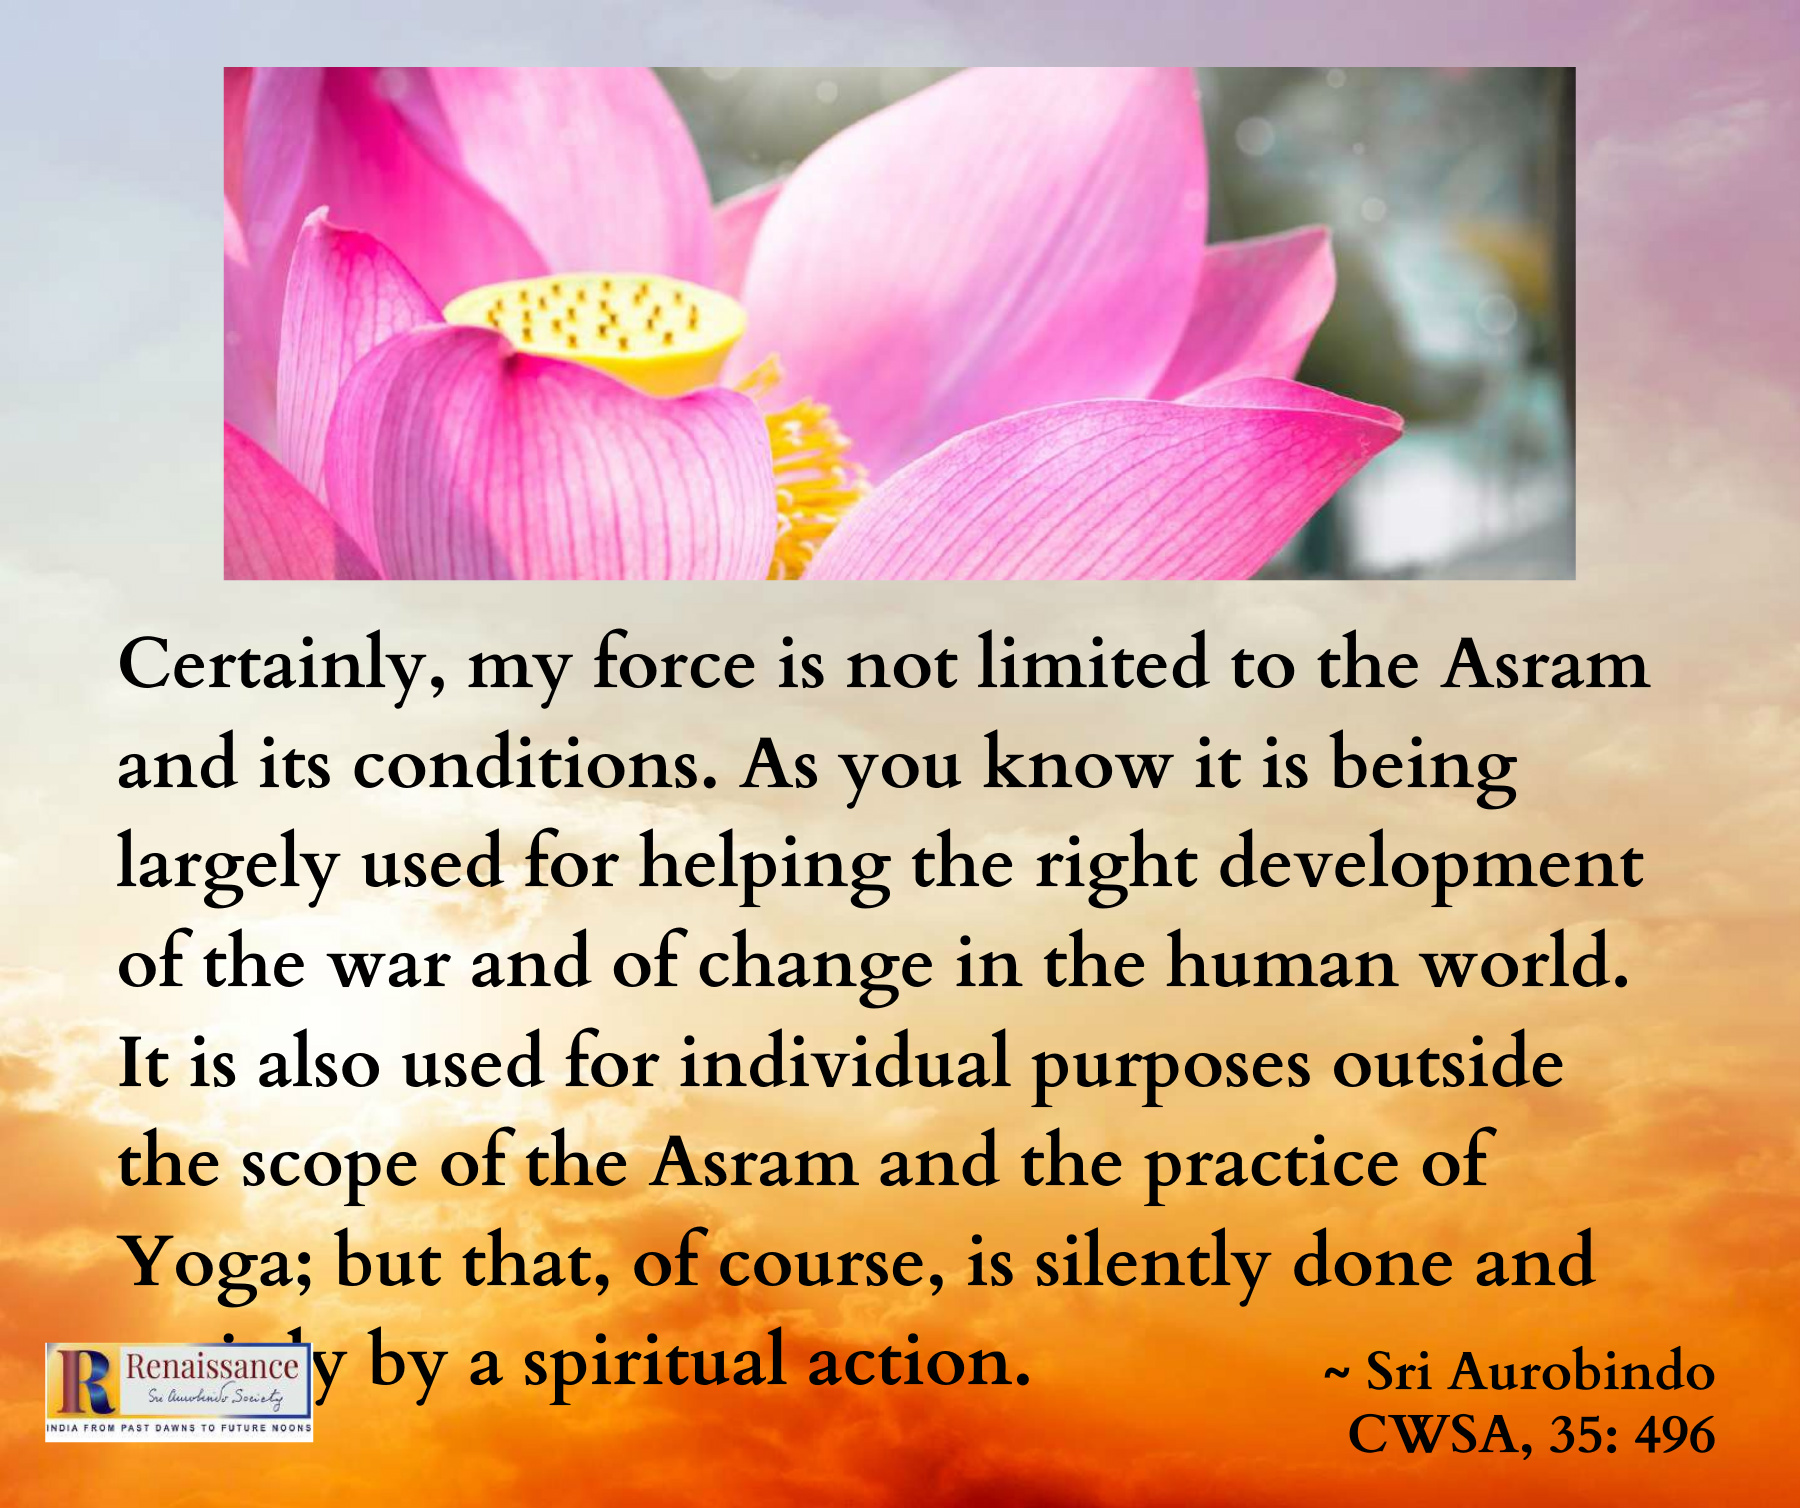 Certainly, my force is not limited to the Asram
and its conditions. As you know it is being
largely used for helping the right development
of the war and of change in the human world.
It is also used for individual purposes outside
the scope of the Asram and the practice of
Yoga; but that, of course, is silently done and
by a spiritual action.
~ Sri Aurobindo
CWSA, 35: 496
Renaissance
Sri Aurobindo Society
INDIA FROM PAST DAWNS TO FUTURE NOONS